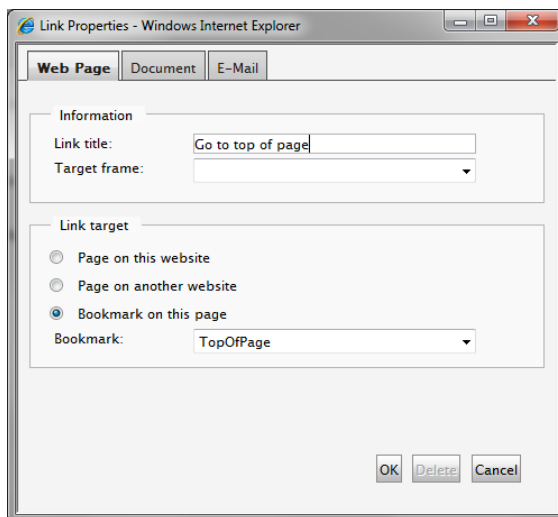 Link Properties - Windows Internet Explorer
Web Page Document E-Mail
Information
Link title: Go to top of page
Target frame:
Link target
Page on this website
Page on another website
Bookmark on this page
Bookmark: TopOfPage
OK Delete Cancel